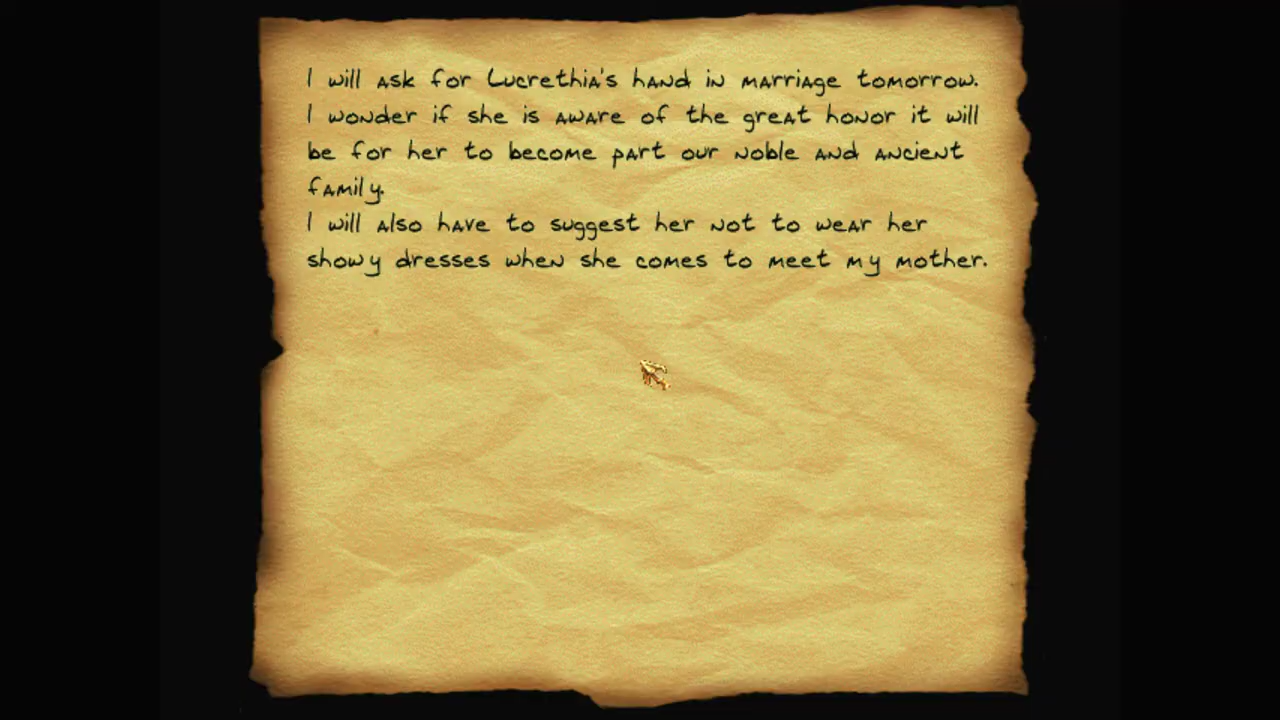 I will ask for Lucrethia's hand in marriage tomorrow.
I wonder if she is aware of the great honor it will
be for her to become part our noble and ancient
family.
I will also have to suggest her not to wear her
showy dresses when she comes to meet my mother.